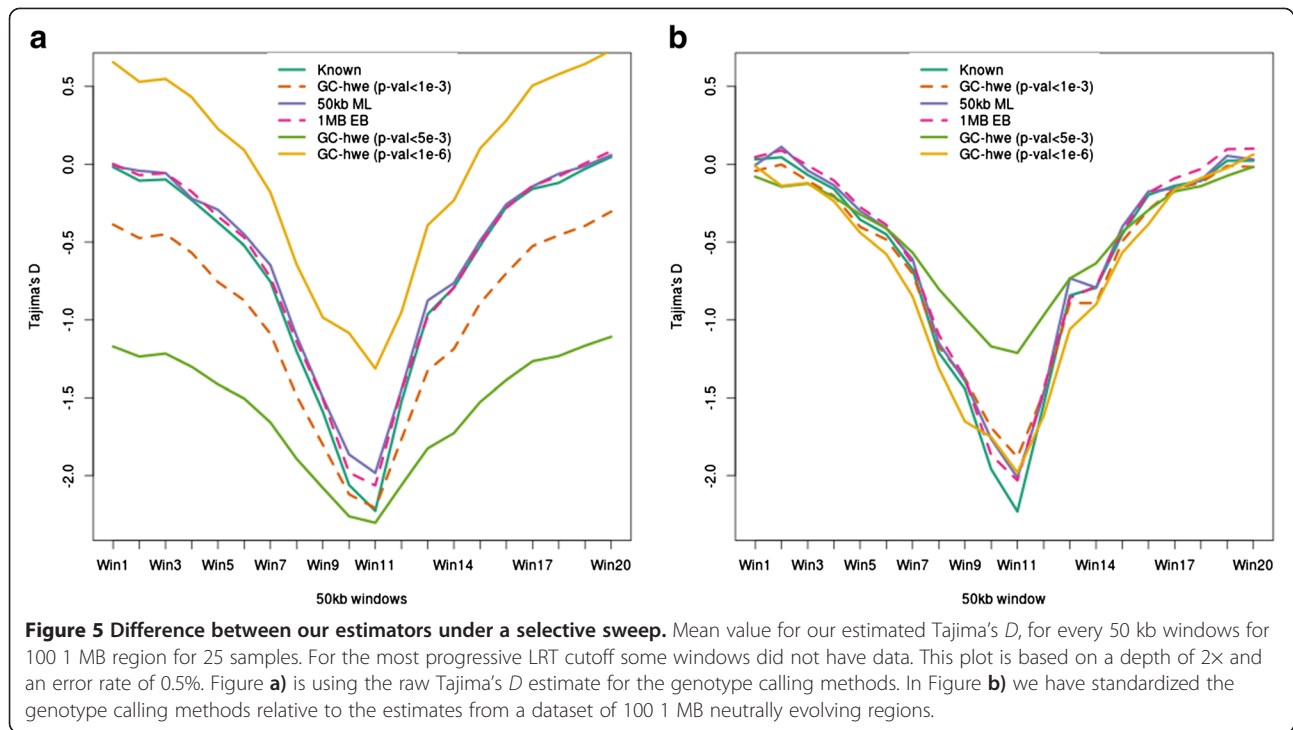 a
Known
GC-hwe (p-val<1e-3)
50kb ML
1MB EB
GC-hwe (p-val<5e-3)
GC-hwe (p-val<1e-6)
0.5
0.0
-0.5
-1.0
-1.5
-2.0
Tajima's D
Win1 Win3 Win5 Win7 Win9 Win11 Win14 Win17 Win20
50kb windows
b
Known
GC-hwe (p-val<1e-3)
50kb ML
1MB EB
GC-hwe (p-val<5e-3)
GC-hwe (p-val<1e-6)
0.5
0.0
-0.5
-1.0
-1.5
-2.0
Tajima's D
Win1 Win3 Win5 Win7 Win9 Win11 Win14 Win17 Win20
50kb window
Figure 5 Difference between our estimators under a selective sweep. Mean value for our estimated Tajima's D, for every 50 kb windows for
100 1 MB region for 25 samples. For the most progressive LRT cutoff some windows did not have data. This plot is based on a depth of 2× and
an error rate of 0.5%. Figure a) is using the raw Tajima's D estimate for the genotype calling methods. In Figure b) we have standardized the
genotype calling methods relative to the estimates from a dataset of 100 1 MB neutrally evolving regions.